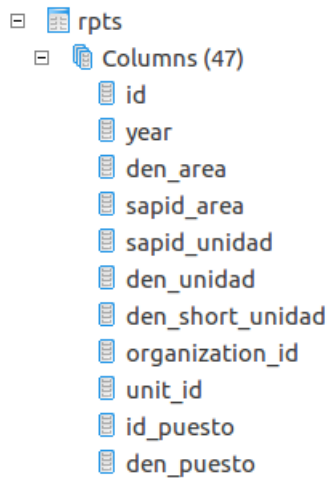 rpts
Columns (47)
id
year
den_area
sapid_area
sapid_unidad
den_unidad
den_short_unidad
organization_id
unit_id
id_puesto
den_puesto